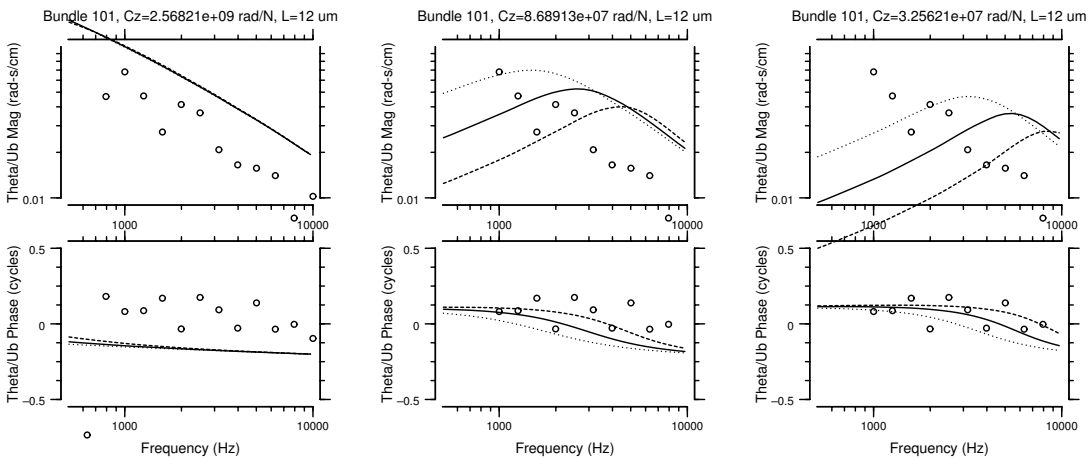 Bundle 101, Cz=2.56821e+09 rad/N, L=12 um
Theta/Ub Mag (rad-s/cm)
0.01
1000
10000
Theta/Ub Phase (cycles)
0.5
0
−0.5
1000
10000
Frequency (Hz)
Bundle 101, Cz=8.68913e+07 rad/N, L=12 um
Theta/Ub Mag (rad-s/cm)
0.01
1000
10000
Theta/Ub Phase (cycles)
0.5
0
−0.5
1000
10000
Frequency (Hz)
Bundle 101, Cz=3.25621e+07 rad/N, L=12 um
Theta/Ub Mag (rad-s/cm)
0.01
1000
10000
Theta/Ub Phase (cycles)
0.5
0
−0.5
1000
10000
Frequency (Hz)